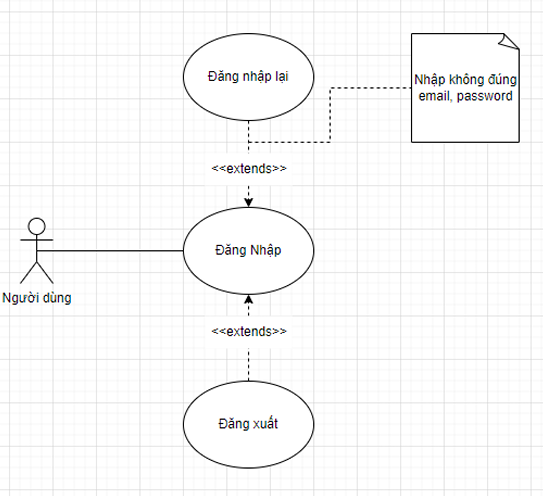 Đăng nhập lại
Nhập không đúng
email, password
<<extends>>
Đăng Nhập
Người dùng
<<extends>>
Đăng xuất